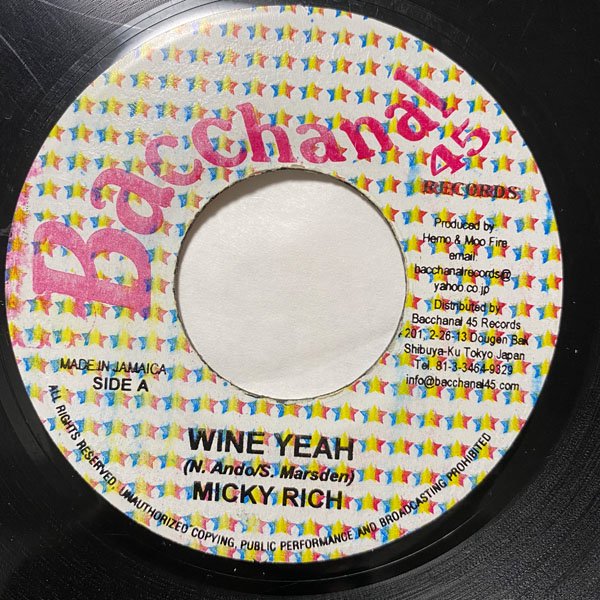 Bacchanal
45
RECORDS
Produced by
Hemo & Moo Fire
email:
bacchanalrecords@
yahoo.co.jp
Distributed by
Bacchanal 45 Records
201, 2-26-13 Dougen Bak
Shibuya-Ku Tokyo Japan
Tel. 81-3-3464-9329
info@bacchanal45.com
MADE IN JAMAICA
SIDE A
WINE YEAH
(N. Ando/S. Marsden)
MICKY RICH
ALL RIGHTS RESERVED. UNAUTHORIZED COPYING, PUBLIC PERFORMANCE,AND BROADCASTING PROHIBITED